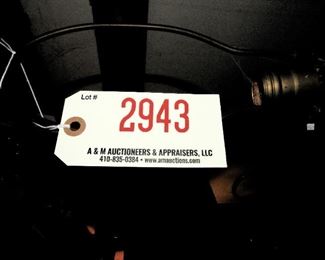 Lot #
2943
A & M AUCTIONEERS & APPRAISERS, LLC
410-835-0384 • www.amauctions.com